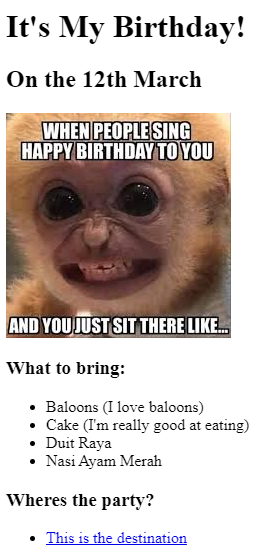 It's My Birthday!
On the 12th March
WHEN PEOPLE SING
HAPPY BIRTHDAY TO YOU
AND YOU JUST SIT THERE LIKE...
What to bring:
Baloons (I love baloons)
Cake (I'm really good at eating)
Duit Raya
Nasi Ayam Merah
Wheres the party?
This is the destination